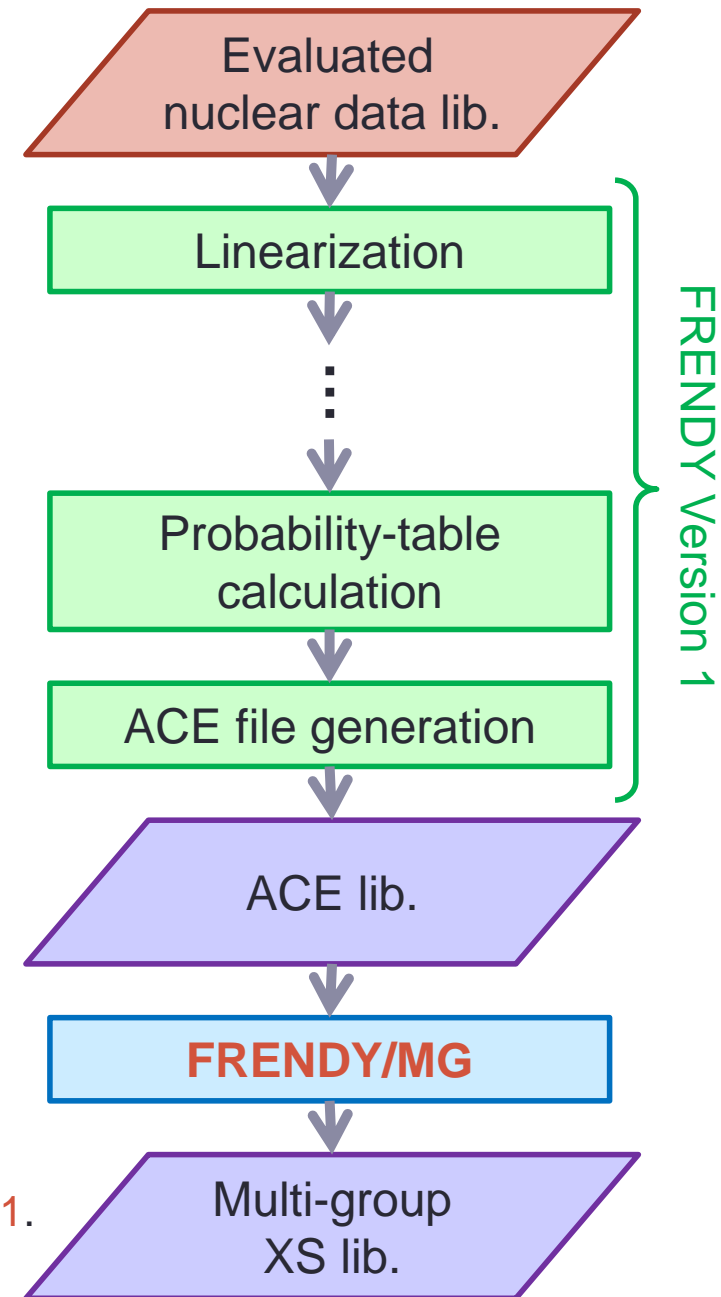 Evaluated
nuclear data lib.
Linearization
⋮
Probability-table
calculation
ACE file generation
FRENDY Version 1
ACE lib.
FRENDY/MG
1.
Multi-group
XS lib.